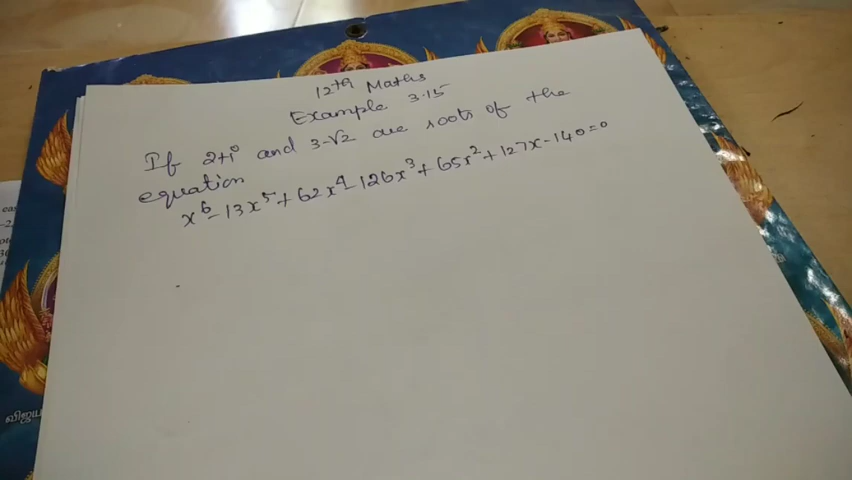 12th Maths
Example 3.15
If 2+i and 3-√2 are roots of the
equation
x⁶-13x⁵+62x⁴-126x³+65x²+127x-140=0